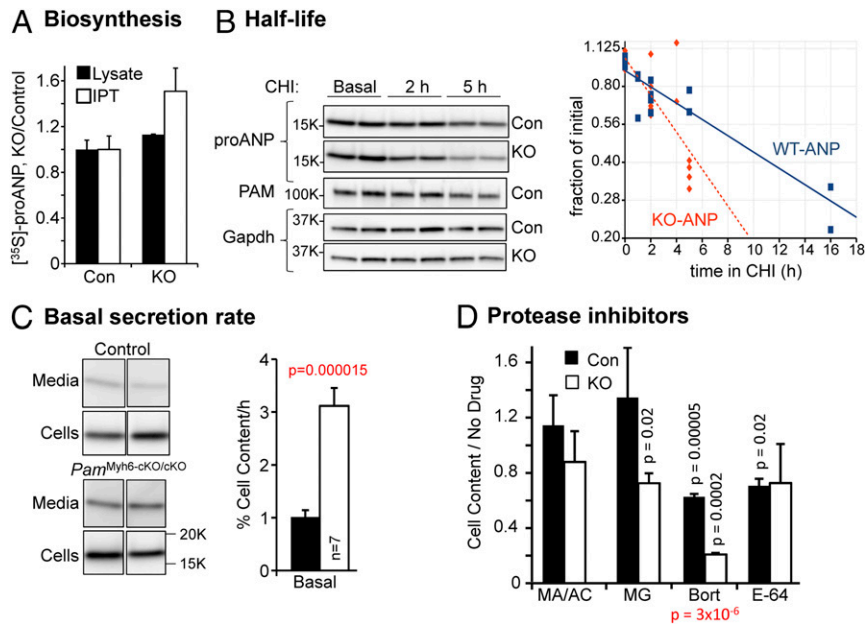 A Biosynthesis
[35S]-proANP, KO/Control
1.6
1.2
0.8
0.4
0
Lysate
IPT
Con
KO
B Half-life
CHI: Basal 2 h 5 h
proANP
15K
Con
15K
KO
PAM
100K
Con
Gapdh
37K
Con
37K
KO
fraction of initial
1.125
0.80
0.56
0.40
0.28
0.20
WT-ANP
KO-ANP
0 2 4 6 8 10 12 14 16 18
time in CHI (h)
C Basal secretion rate
Control
Media
Cells
PamMyh6-cKO/cKO
Media
Cells
20K
15K
% Cell Content/h
4
3
2
1
0
p=0.000015
n=7
Basal
D Protease inhibitors
Cell Content / No Drug
1.6
1.2
0.8
0.4
0
Con
KO
p = 0.02
p = 0.00005
p = 0.0002
p = 0.02
MA/AC MG Bort E-64
p = 3x10-6